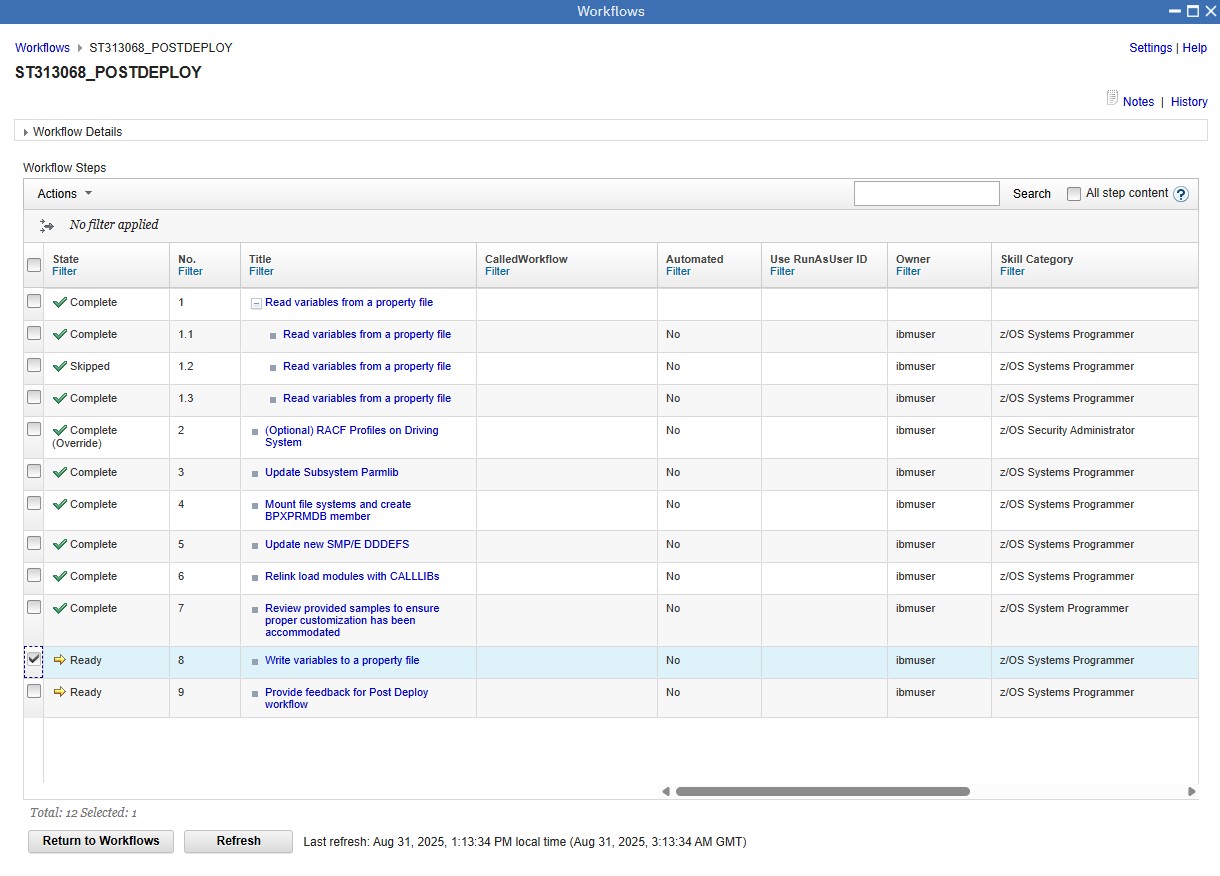 Workflows
Workflows ST313068_POSTDEPLOY
Settings | Help
ST313068_POSTDEPLOY
Notes | History
Workflow Details
Workflow Steps
Actions
Search All step content ?
No filter applied
State No. Title CalledWorkflow Automated Use RunAsUser ID Owner Skill Category
Filter Filter Filter Filter Filter Filter Filter Filter
Complete 1 Read variables from a property file
Complete 1.1 Read variables from a property file No ibmuser z/OS Systems Programmer
Skipped 1.2 Read variables from a property file No ibmuser z/OS Systems Programmer
Complete 1.3 Read variables from a property file No ibmuser z/OS Systems Programmer
Complete 2 (Optional) RACF Profiles on Driving No ibmuser z/OS Security Administrator
(Override) System
Complete 3 Update Subsystem Parmlib No ibmuser z/OS Systems Programmer
Complete 4 Mount file systems and create No ibmuser z/OS Systems Programmer
BPXPRMDB member
Complete 5 Update new SMP/E DDDEFS No ibmuser z/OS Systems Programmer
Complete 6 Relink load modules with CALLLIBs No ibmuser z/OS Systems Programmer
Complete 7 Review provided samples to ensure No ibmuser z/OS System Programmer
proper customization has been
accommodated
Ready 8 Write variables to a property file No ibmuser z/OS Systems Programmer
Ready 9 Provide feedback for Post Deploy No ibmuser z/OS Systems Programmer
workflow
Total: 12 Selected: 1
Return to Workflows Refresh Last refresh: Aug 31, 2025, 1:13:34 PM local time (Aug 31, 2025, 3:13:34 AM GMT)